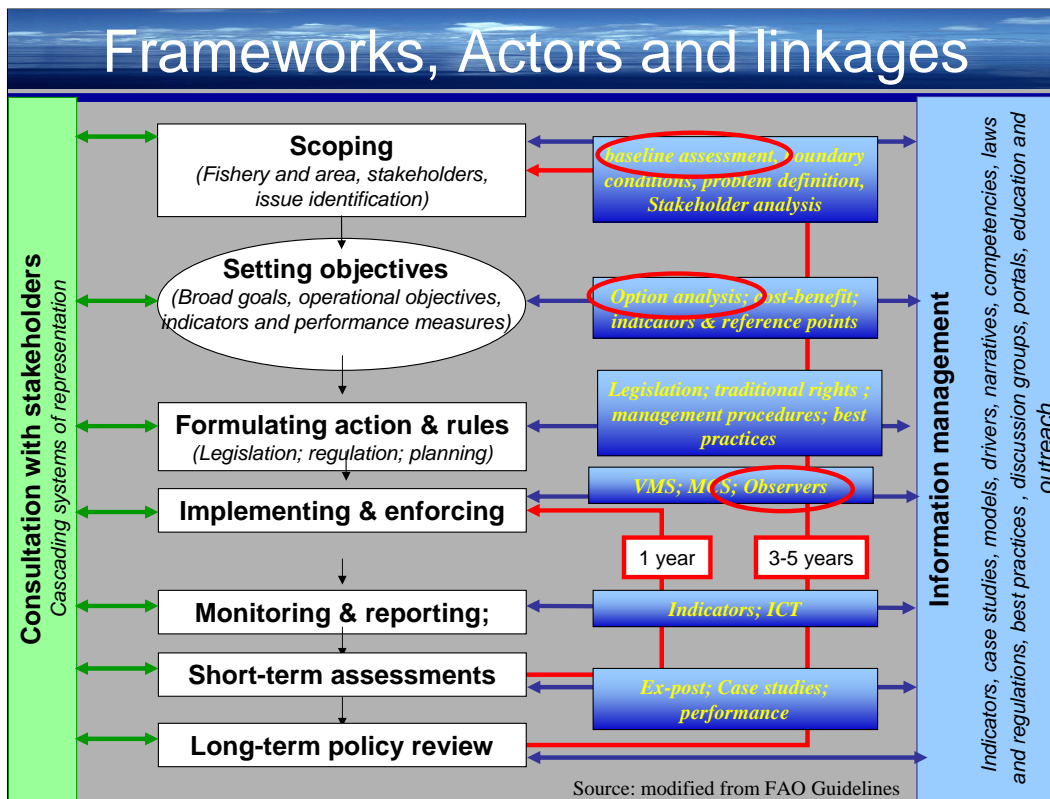 Frameworks, Actors and linkages
Consultation with stakeholders
Cascading systems of representation
Scoping
(Fishery and area, stakeholders,
issue identification)
baseline assessment, boundary
conditions, problem definition,
Stakeholder analysis
Setting objectives
(Broad goals, operational objectives,
indicators and performance measures)
Option analysis; cost-benefit;
indicators & reference points
Formulating action & rules
(Legislation; regulation; planning)
Legislation; traditional rights ;
management procedures; best
practices
Implementing & enforcing
VMS; MCS; Observers
1 year
3-5 years
Monitoring & reporting;
Indicators; ICT
Short-term assessments
Ex-post; Case studies;
performance
Long-term policy review
Information management
Indicators, case studies, models, drivers, narratives, competencies, laws
and regulations, best practices , discussion groups, portals, education and
outreach
Source: modified from FAO Guidelines